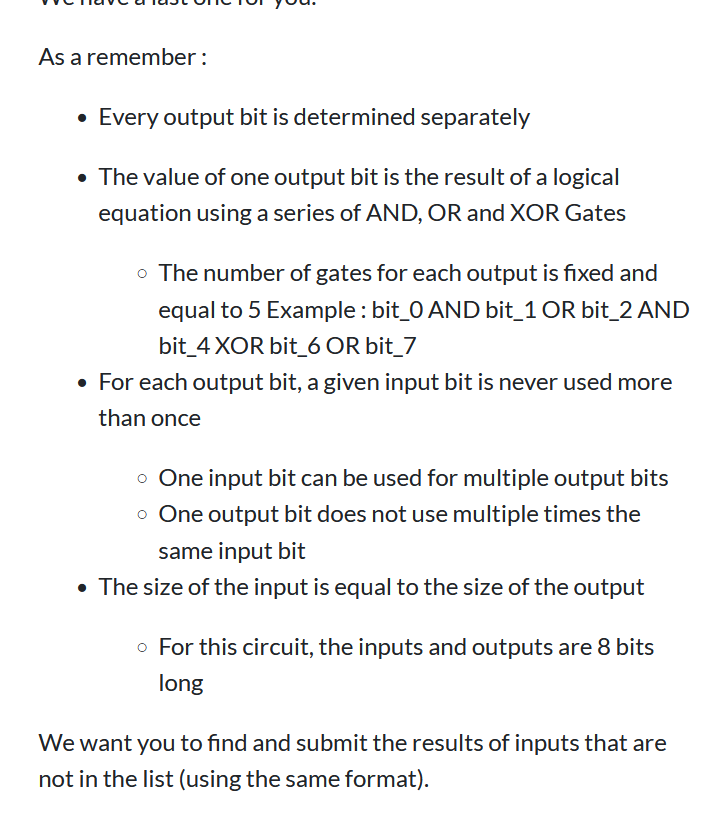 We have a last one for you.
As a remember :
• Every output bit is determined separately
• The value of one output bit is the result of a logical
equation using a series of AND, OR and XOR Gates
○ The number of gates for each output is fixed and
equal to 5 Example : bit_0 AND bit_1 OR bit_2 AND
bit_4 XOR bit_6 OR bit_7
• For each output bit, a given input bit is never used more
than once
○ One input bit can be used for multiple output bits
○ One output bit does not use multiple times the
same input bit
• The size of the input is equal to the size of the output
○ For this circuit, the inputs and outputs are 8 bits
long
We want you to find and submit the results of inputs that are
not in the list (using the same format).